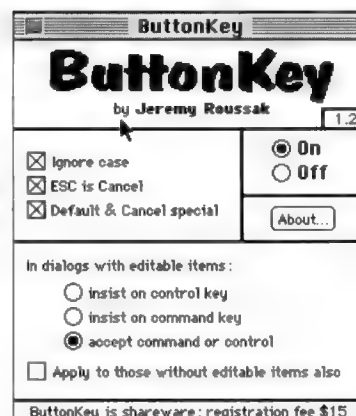 ButtonKey
ButtonKey
by Jeremy Roussak
1.2
Ignore case
ESC is Cancel
Default & Cancel special
On
Off
About...
In dialogs with editable items:
insist on control key
insist on command key
accept command or control
Apply to those without editable items also
ButtonKey is shareware: registration fee $15